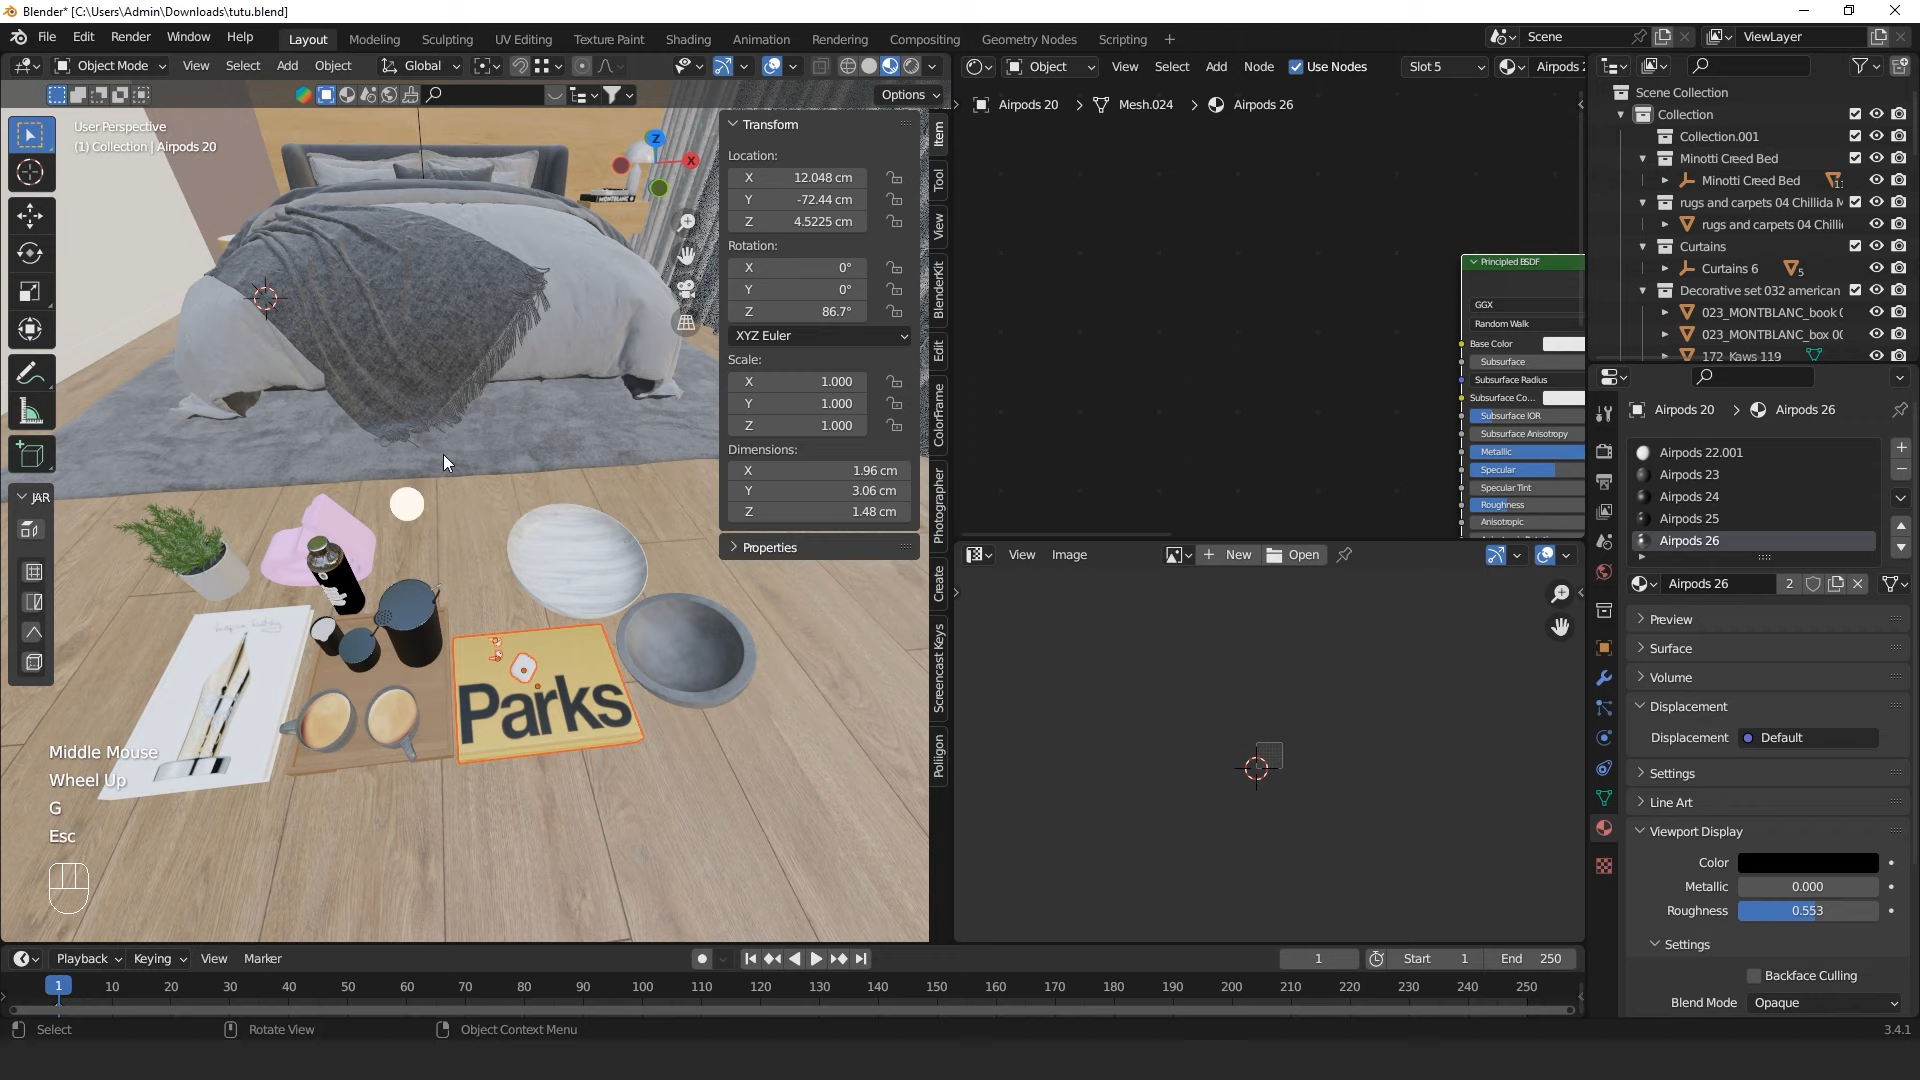 Blender* [C:\Users\Admin\Downloads\tutu.blend]
File Edit Render Window Help
Layout Modeling Sculpting UV Editing Texture Paint Shading Animation Rendering Compositing Geometry Nodes Scripting
Scene
ViewLayer
Object Mode View Select Add Object
Global
Options
User Perspective
(1) Collection | Airpods 20
Z
X
Transform
Location:
X 12.048 cm
Y -72.44 cm
Z 4.5225 cm
Rotation:
X 0°
Y 0°
Z 86.7°
XYZ Euler
Scale:
X 1.000
Y 1.000
Z 1.000
Dimensions:
X 1.96 cm
Y 3.06 cm
Z 1.48 cm
Properties
Item
Tool
View
BlenderKit
Edit
ColorFrame
Photographer
Create
Screencast Keys
Poliigon
JAR
MONTBLANC
Parks
Middle Mouse
Wheel Up
G
Esc
Object View Select Add Node Use Nodes Slot 5 Airpods 2
Airpods 20 > Mesh.024 > Airpods 26
Principled BSDF
GGX
Random Walk
Base Color
Subsurface
Subsurface Radius
Subsurface Co...
Subsurface IOR
Subsurface Anisotropy
Metallic
Specular
Specular Tint
Roughness
Anisotropic
View Image New Open
Scene Collection
Collection
Collection.001
Minotti Creed Bed
Minotti Creed Bed 11
rugs and carpets 04 Chillida M
rugs and carpets 04 Chilli
Curtains
Curtains 6 5
Decorative set 032 american
023_MONTBLANC_book 0
023_MONTBLANC_box 00
172 Kaws 119
Airpods 20 > Airpods 26
Airpods 22.001
Airpods 23
Airpods 24
Airpods 25
Airpods 26
Airpods 26 2
Preview
Surface
Volume
Displacement
Displacement Default
Settings
Line Art
Viewport Display
Color
Metallic 0.000
Roughness 0.553
Settings
Backface Culling
Blend Mode Opaque
Playback Keying View Marker
1 Start 1 End 250
1 10 20 30 40 50 60 70 80 90 100 110 120 130 140 150 160 170 180 190 200 210 220 230 240 250
Select Rotate View Object Context Menu
3.4.1